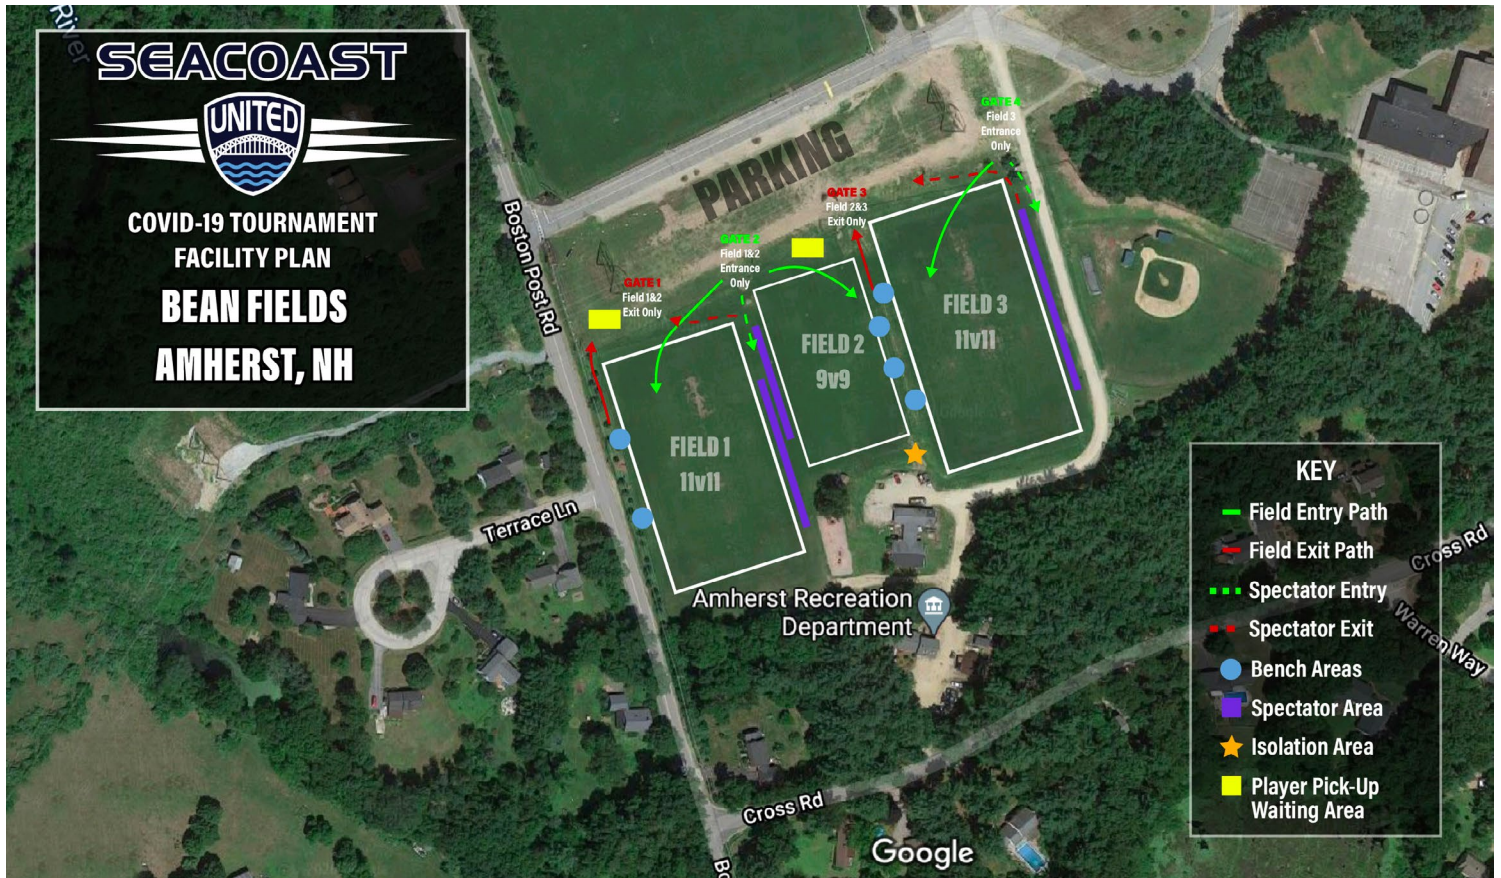 River
SEACOAST
UNITED
COVID-19 TOURNAMENT
FACILITY PLAN
BEAN FIELDS
AMHERST, NH
PARKING
GATE 4
Field 3
Entrance
Only
GATE 3
Field 2&3
Exit Only
GATE 2
Field 1&2
Entrance
Only
GATE 1
Field 1&2
Exit Only
Boston Post Rd
FIELD 3
11v11
FIELD 2
9v9
FIELD 1
11v11
Terrace Ln
Amherst Recreation
Department
Cross Rd
Warren Way
Cross Rd
Bo
Google
KEY
Field Entry Path
Field Exit Path
Spectator Entry
Spectator Exit
Bench Areas
Spectator Area
Isolation Area
Player Pick-Up
Waiting Area